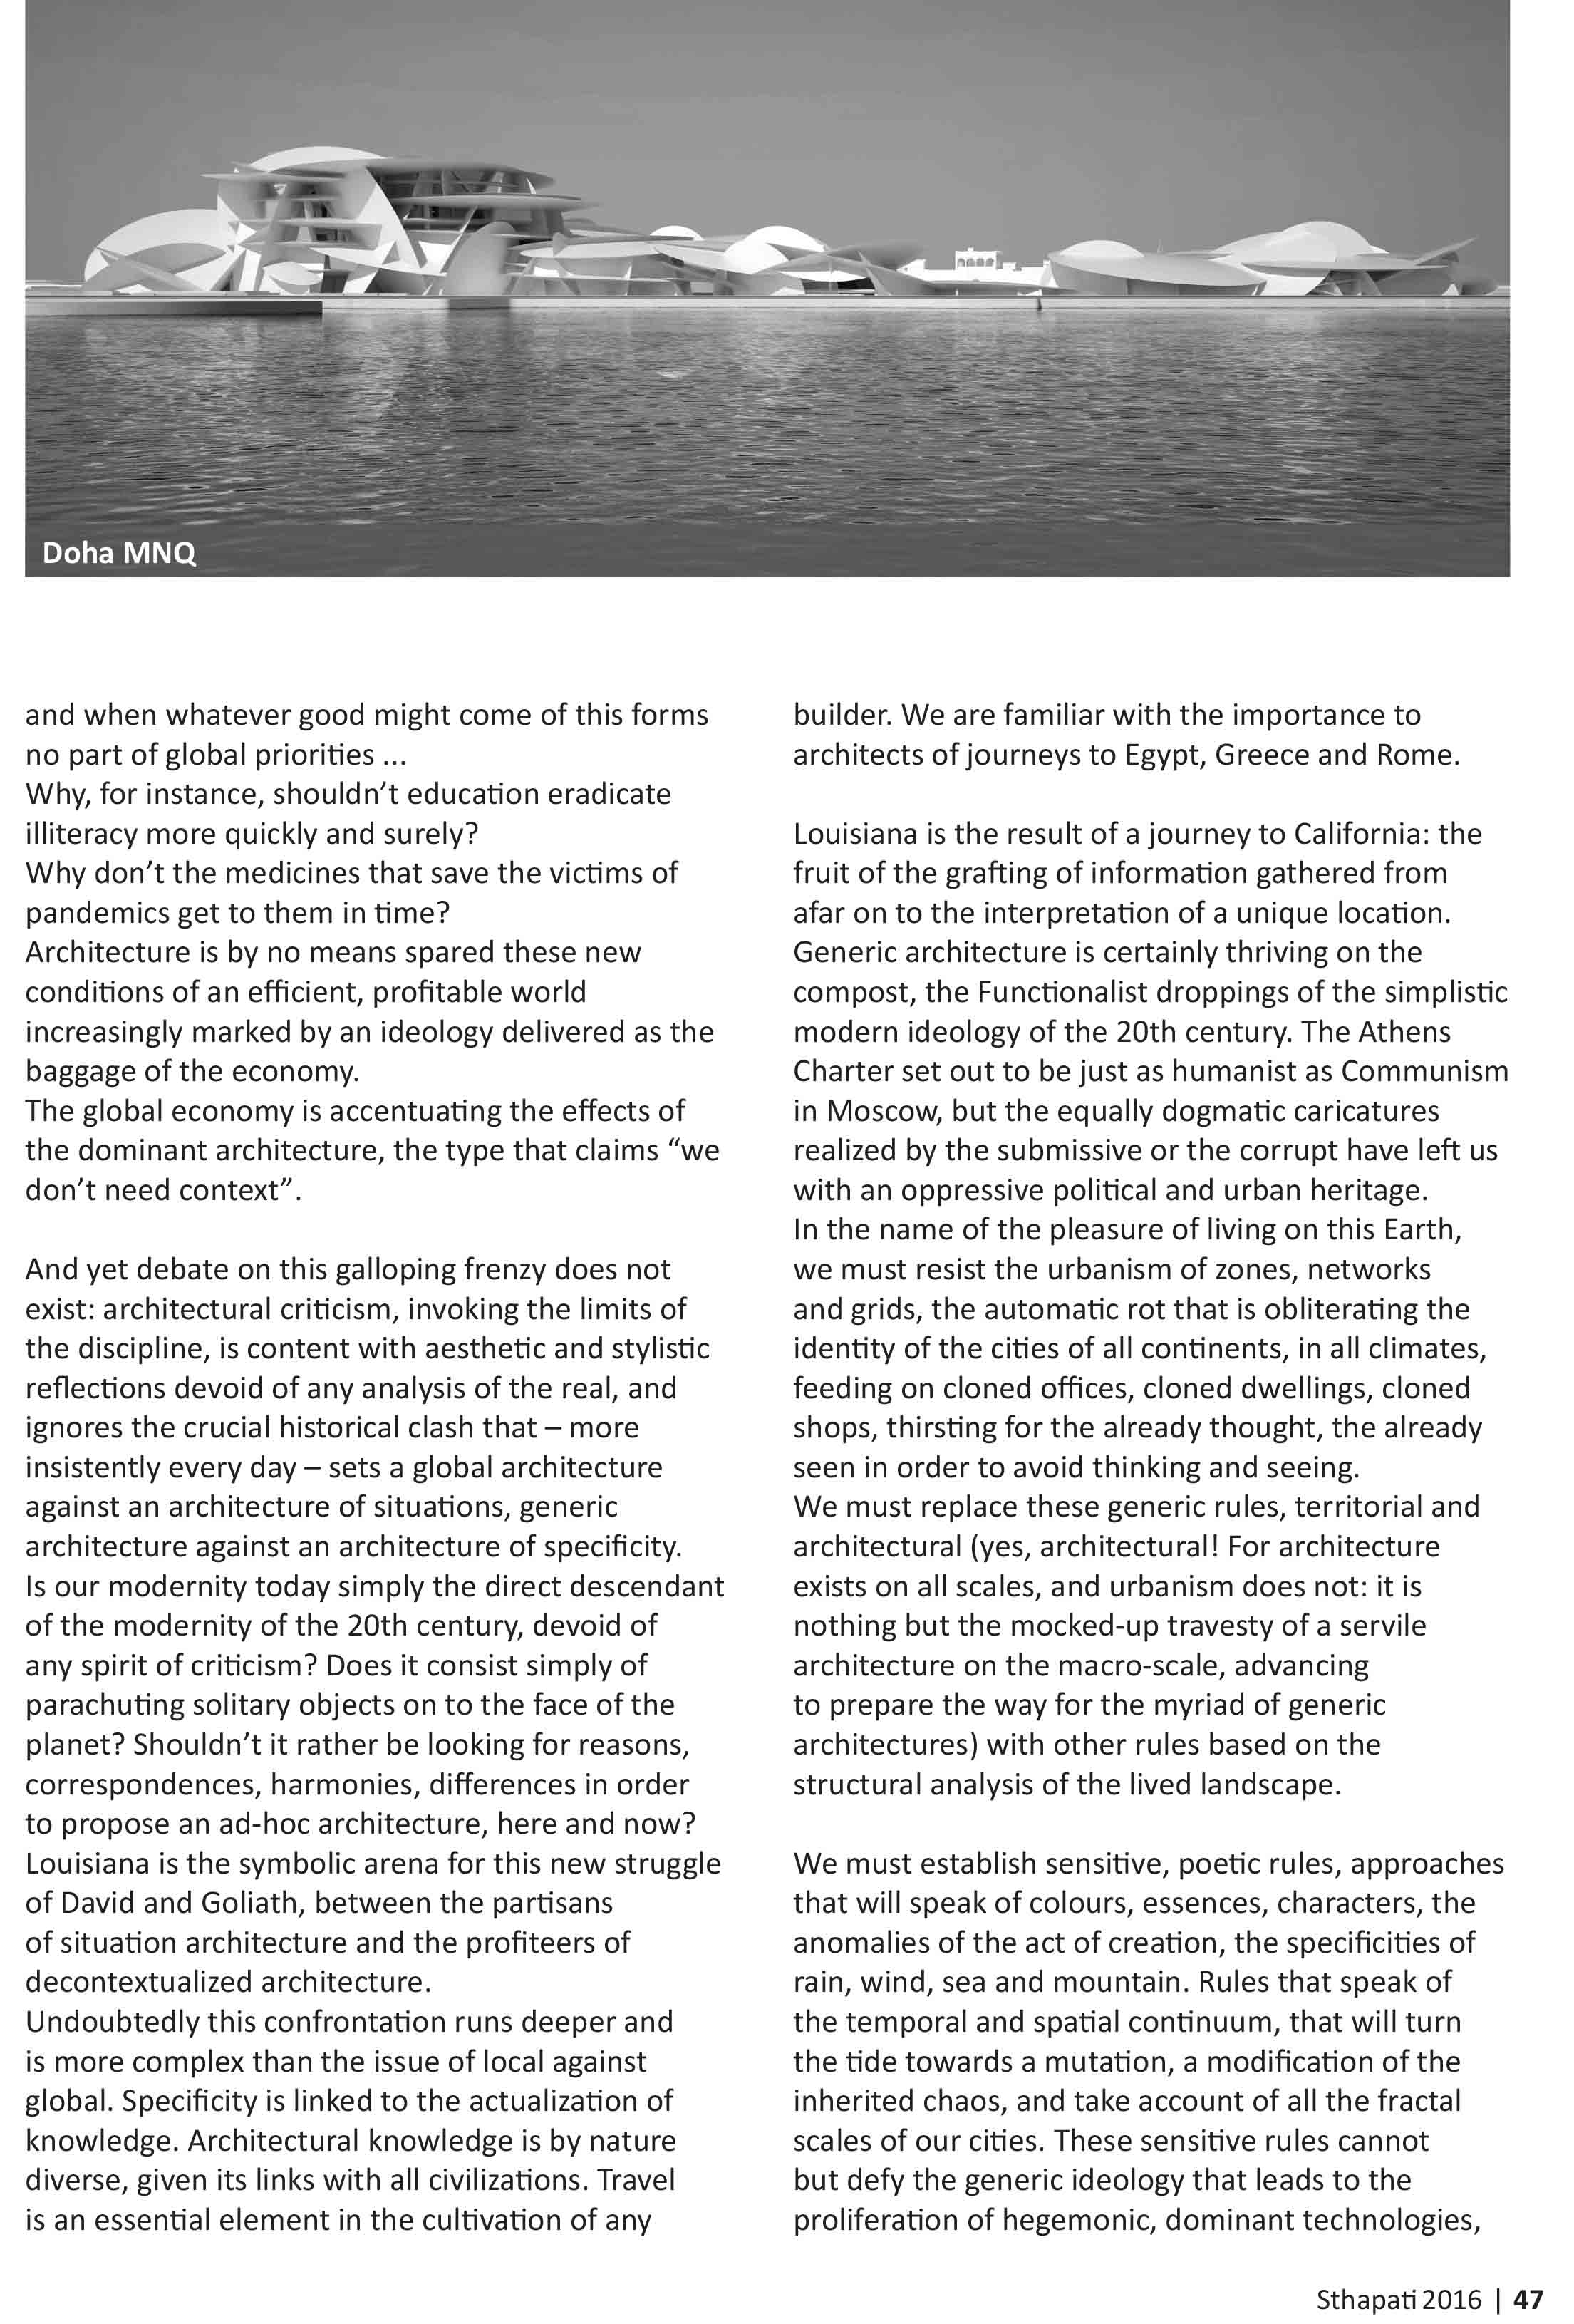 Doha MNQ
and when whatever good might come of this forms
no part of global priorities ...
Why, for instance, shouldn’t education eradicate
illiteracy more quickly and surely?
Why don’t the medicines that save the victims of
pandemics get to them in time?
Architecture is by no means spared these new
conditions of an efficient, profitable world
increasingly marked by an ideology delivered as the
baggage of the economy.
The global economy is accentuating the effects of
the dominant architecture, the type that claims “we
don’t need context”.
And yet debate on this galloping frenzy does not
exist: architectural criticism, invoking the limits of
the discipline, is content with aesthetic and stylistic
reflections devoid of any analysis of the real, and
ignores the crucial historical clash that – more
insistently every day – sets a global architecture
against an architecture of situations, generic
architecture against an architecture of specificity.
Is our modernity today simply the direct descendant
of the modernity of the 20th century, devoid of
any spirit of criticism? Does it consist simply of
parachuting solitary objects on to the face of the
planet? Shouldn’t it rather be looking for reasons,
correspondences, harmonies, differences in order
to propose an ad-hoc architecture, here and now?
Louisiana is the symbolic arena for this new struggle
of David and Goliath, between the partisans
of situation architecture and the profiteers of
decontextualized architecture.
Undoubtedly this confrontation runs deeper and
is more complex than the issue of local against
global. Specificity is linked to the actualization of
knowledge. Architectural knowledge is by nature
diverse, given its links with all civilizations. Travel
is an essential element in the cultivation of any
builder. We are familiar with the importance to
architects of journeys to Egypt, Greece and Rome.
Louisiana is the result of a journey to California: the
fruit of the grafting of information gathered from
afar on to the interpretation of a unique location.
Generic architecture is certainly thriving on the
compost, the Functionalist droppings of the simplistic
modern ideology of the 20th century. The Athens
Charter set out to be just as humanist as Communism
in Moscow, but the equally dogmatic caricatures
realized by the submissive or the corrupt have left us
with an oppressive political and urban heritage.
In the name of the pleasure of living on this Earth,
we must resist the urbanism of zones, networks
and grids, the automatic rot that is obliterating the
identity of the cities of all continents, in all climates,
feeding on cloned offices, cloned dwellings, cloned
shops, thirsting for the already thought, the already
seen in order to avoid thinking and seeing.
We must replace these generic rules, territorial and
architectural (yes, architectural! For architecture
exists on all scales, and urbanism does not: it is
nothing but the mocked-up travesty of a servile
architecture on the macro-scale, advancing
to prepare the way for the myriad of generic
architectures) with other rules based on the
structural analysis of the lived landscape.
We must establish sensitive, poetic rules, approaches
that will speak of colours, essences, characters, the
anomalies of the act of creation, the specificities of
rain, wind, sea and mountain. Rules that speak of
the temporal and spatial continuum, that will turn
the tide towards a mutation, a modification of the
inherited chaos, and take account of all the fractal
scales of our cities. These sensitive rules cannot
but defy the generic ideology that leads to the
proliferation of hegemonic, dominant technologies,
Sthapati 2016 | 47